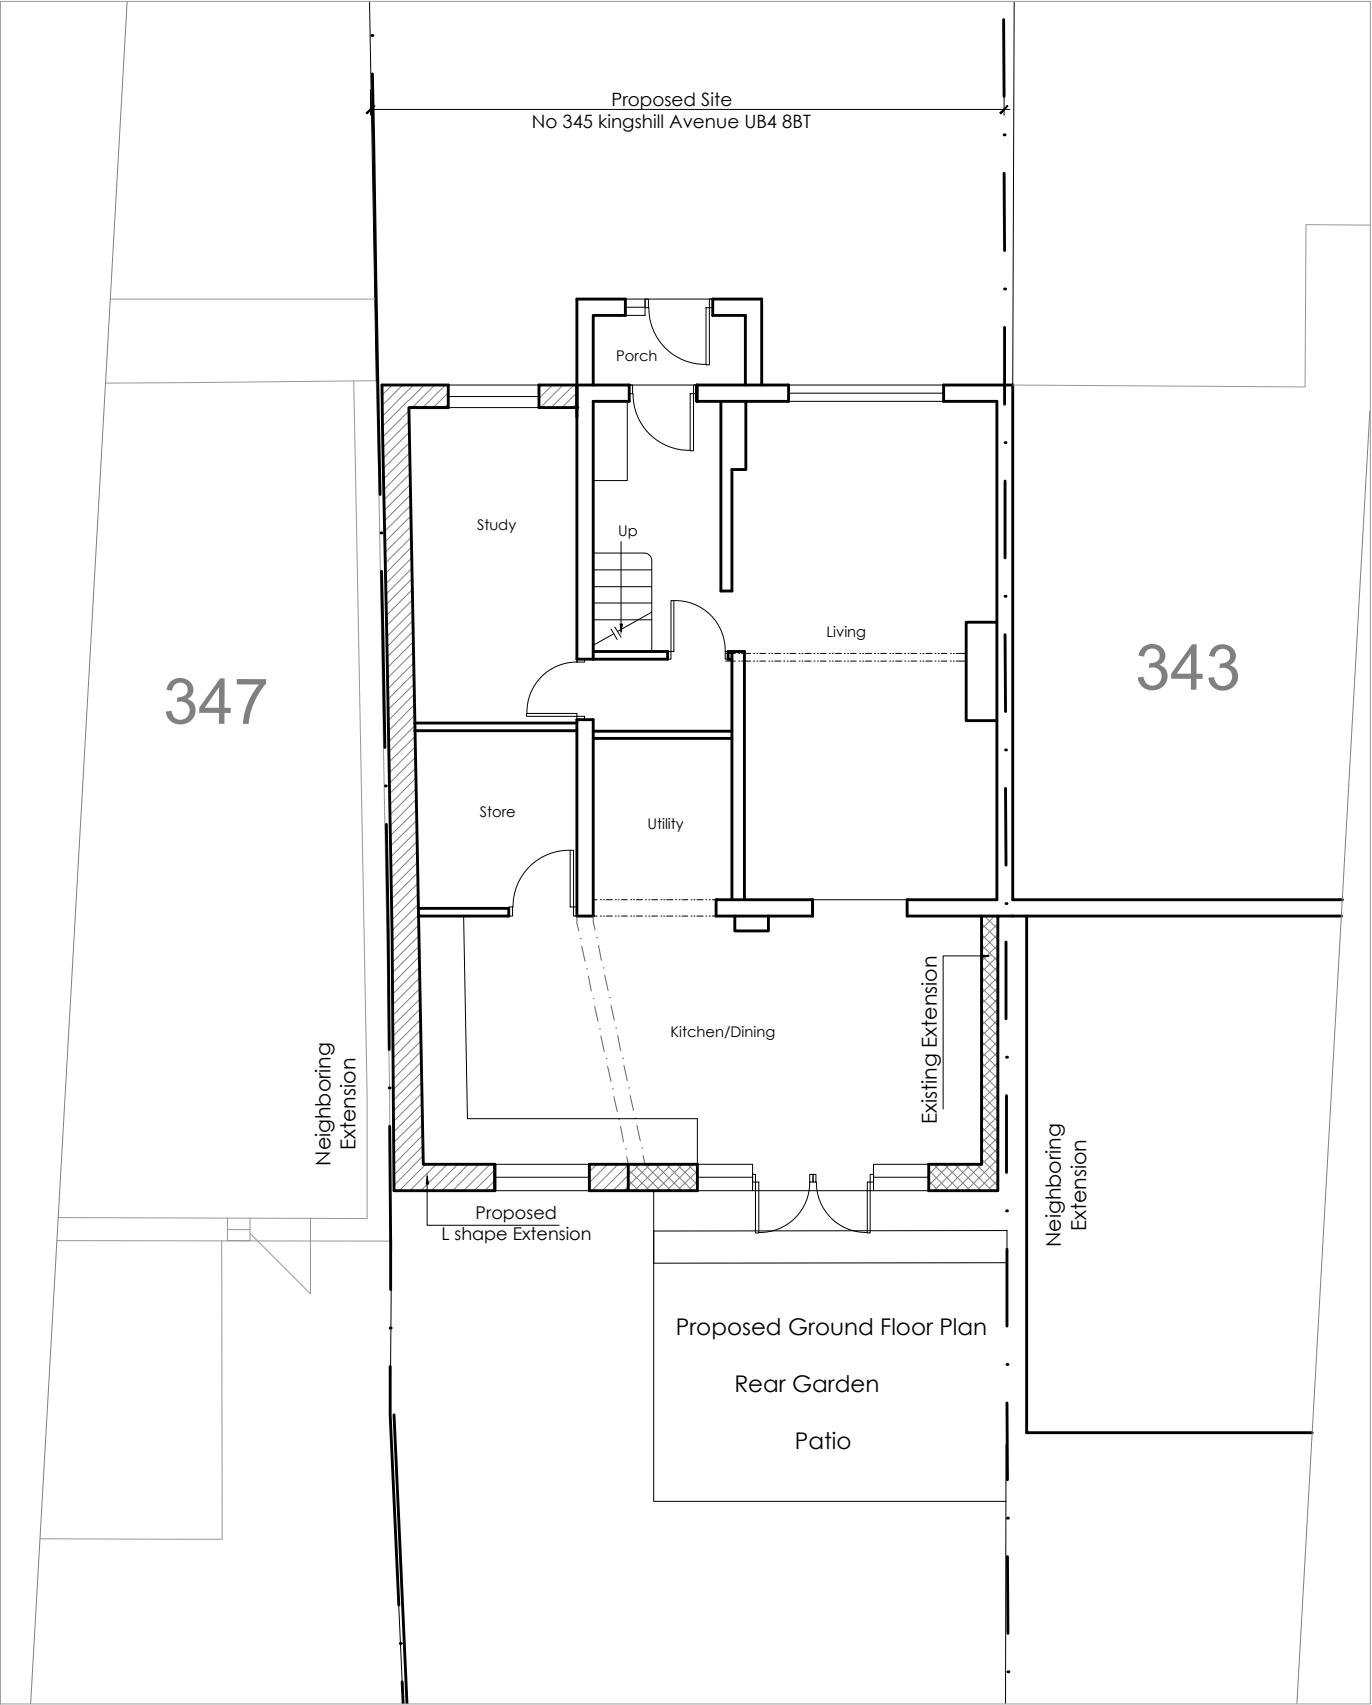 Proposed Site
No 345 kingshill Avenue UB4 8BT
Porch
Study
Up
Living
347
343
Store
Utility
Kitchen/Dining
Existing Extension
Neighboring
Extension
Neighboring
Extension
Proposed
L shape Extension
Proposed Ground Floor Plan
Rear Garden
Patio